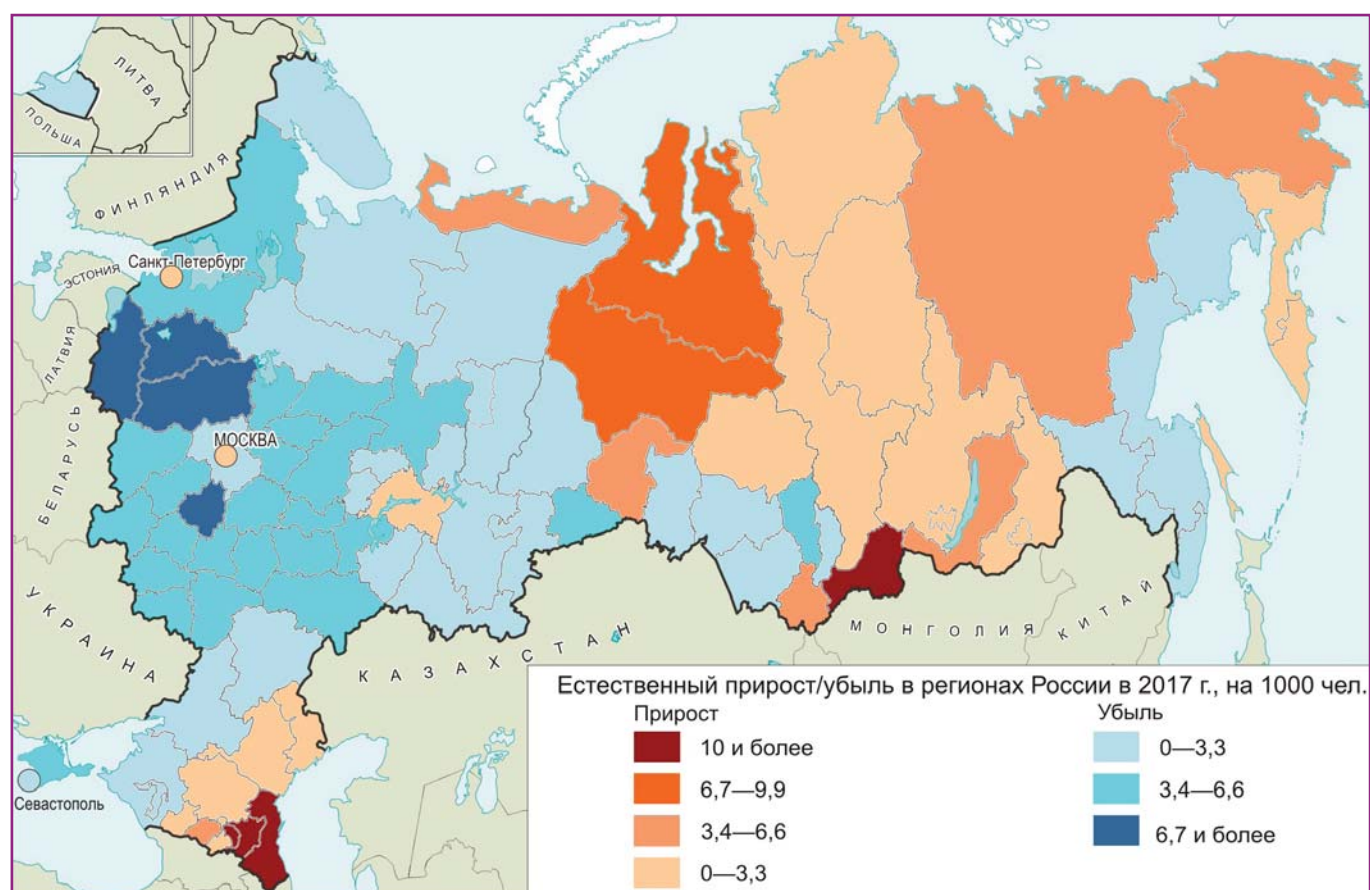 ЛИТВА
ПОЛЬША
ФИНЛЯНДИЯ
Санкт-Петербург
ЭСТОНИЯ
ЛАТВИЯ
БЕЛАРУСЬ
МОСКВА
УКРАИНА
КАЗАХСТАН
МОНГОЛИЯ
КИТАЙ
Севастополь
Естественный прирост/убыль в регионах России в 2017 г., на 1000 чел.
Прирост
10 и более
6,7—9,9
3,4—6,6
0—3,3
Убыль
0—3,3
3,4—6,6
6,7 и более